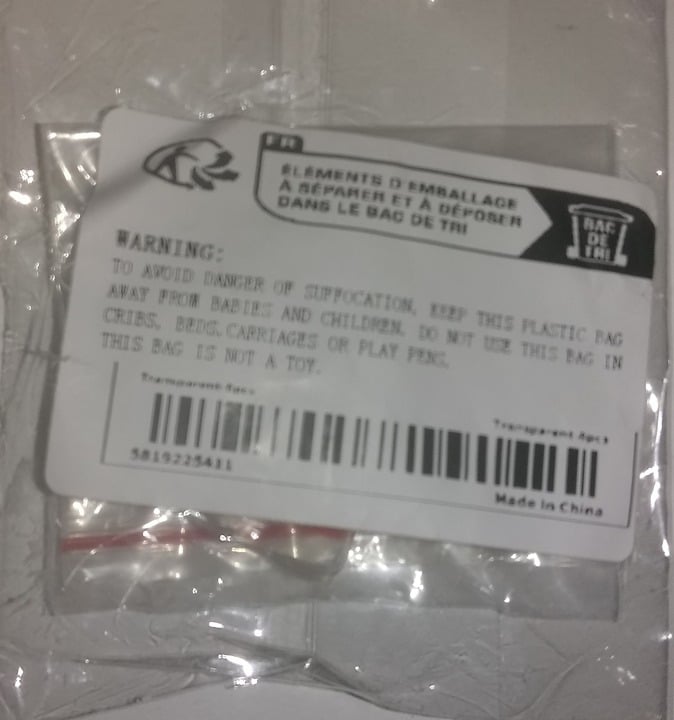 FR
ÉLÉMENTS D'EMBALLAGE
À SÉPARER ET À DÉPOSER
DANS LE BAC DE TRI
BAC
DE
TRI
WARNING:
TO AVOID DANGER OF SUFFOCATION, KEEP THIS PLASTIC BAG
AWAY FROM BABIES AND CHILDREN. DO NOT USE THIS BAG IN
CRIBS, BEDS, CARRIAGES OR PLAY PENS.
THIS BAG IS NOT A TOY.
Transparent-6pcs
Transparent-6pcs
5819225411
Made In China